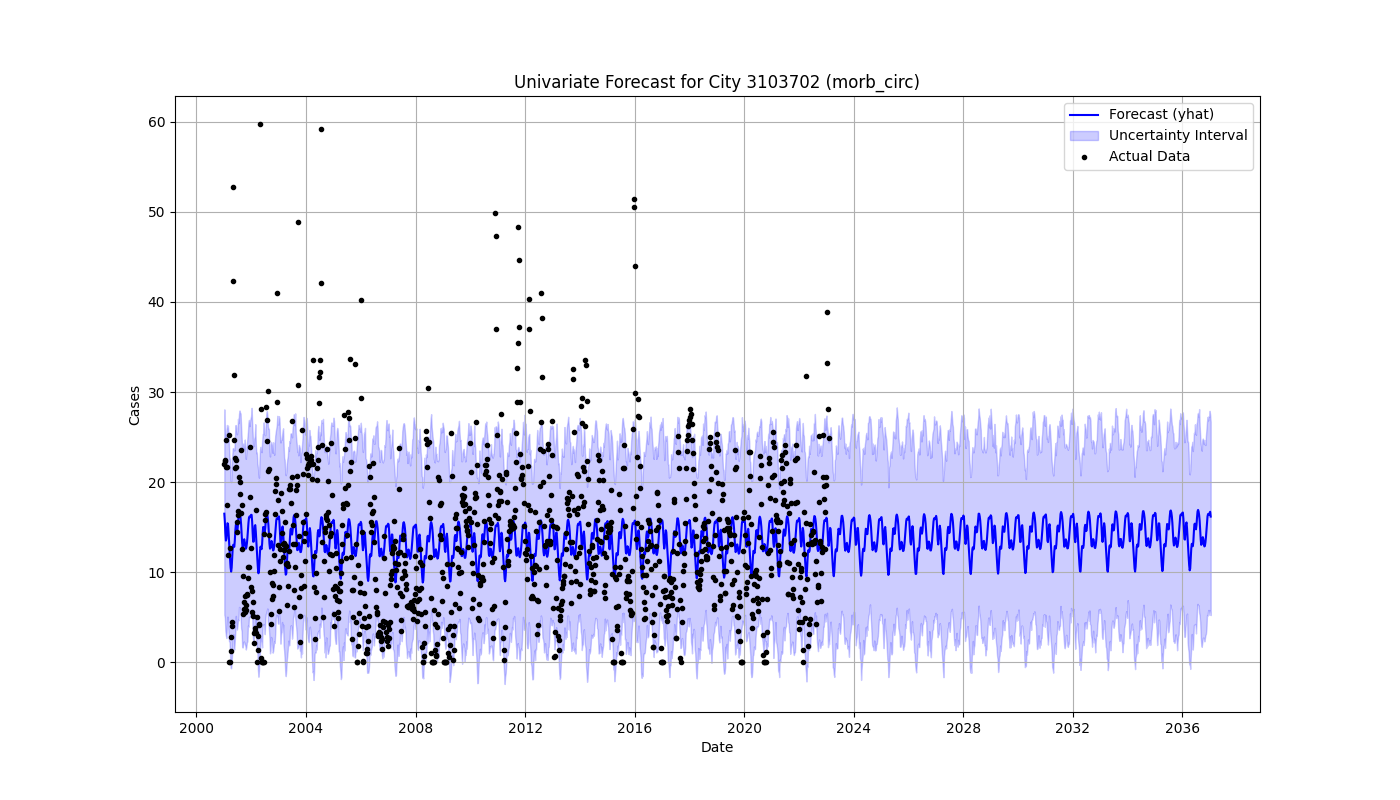 Univariate Forecast for City 3103702 (morb_circ)
Forecast (yhat)
Uncertainty Interval
Actual Data
Cases
60
50
40
30
20
10
0
2000 2004 2008 2012 2016 2020 2024 2028 2032 2036
Date